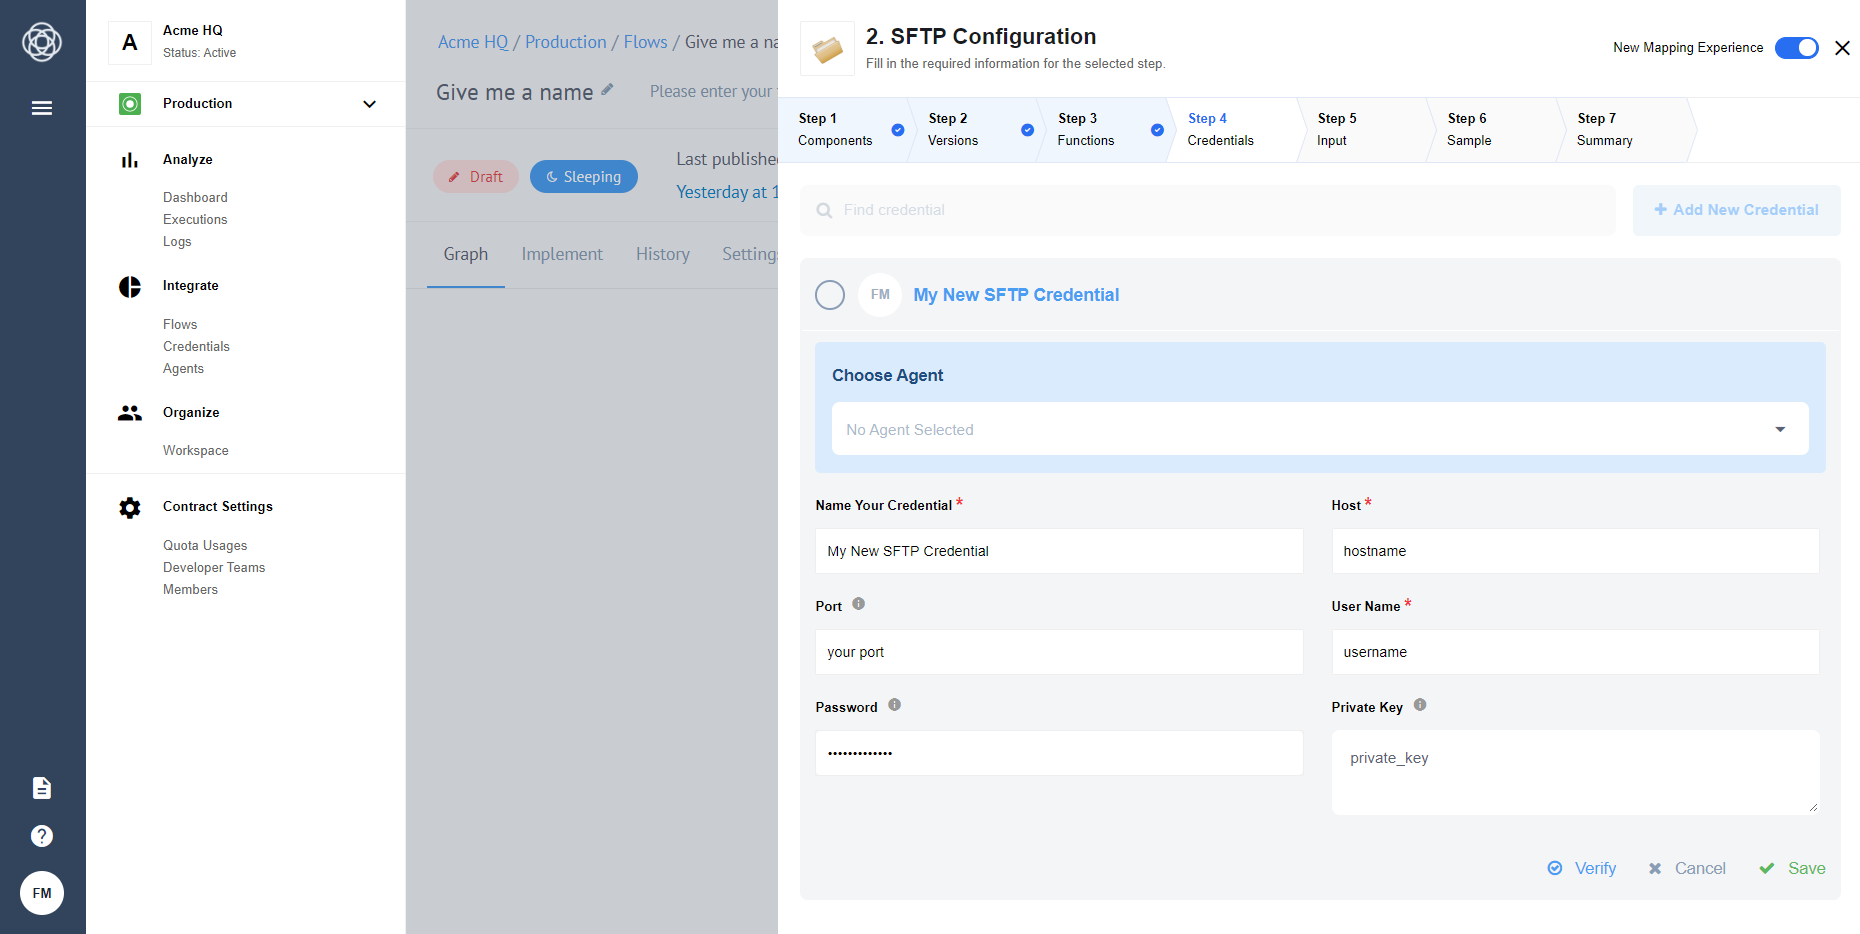 A
Acme HQ
Status: Active
Production
Analyze
Dashboard
Executions
Logs
Integrate
Flows
Credentials
Agents
Organize
Workspace
Contract Settings
Quota Usages
Developer Teams
Members
FM
Acme HQ / Production / Flows / Give me a na
Give me a name
Please enter your
Draft
Sleeping
Last published
Yesterday at 1
Graph
Implement
History
Setting
2. SFTP Configuration
Fill in the required information for the selected step.
New Mapping Experience
Step 1
Components
Step 2
Versions
Step 3
Functions
Step 4
Credentials
Step 5
Input
Step 6
Sample
Step 7
Summary
Find credential
+ Add New Credential
FM
My New SFTP Credential
Choose Agent
No Agent Selected
Name Your Credential *
My New SFTP Credential
Host *
hostname
Port
your port
User Name *
username
Password
•••••••••••••
Private Key
private_key
Verify
Cancel
Save